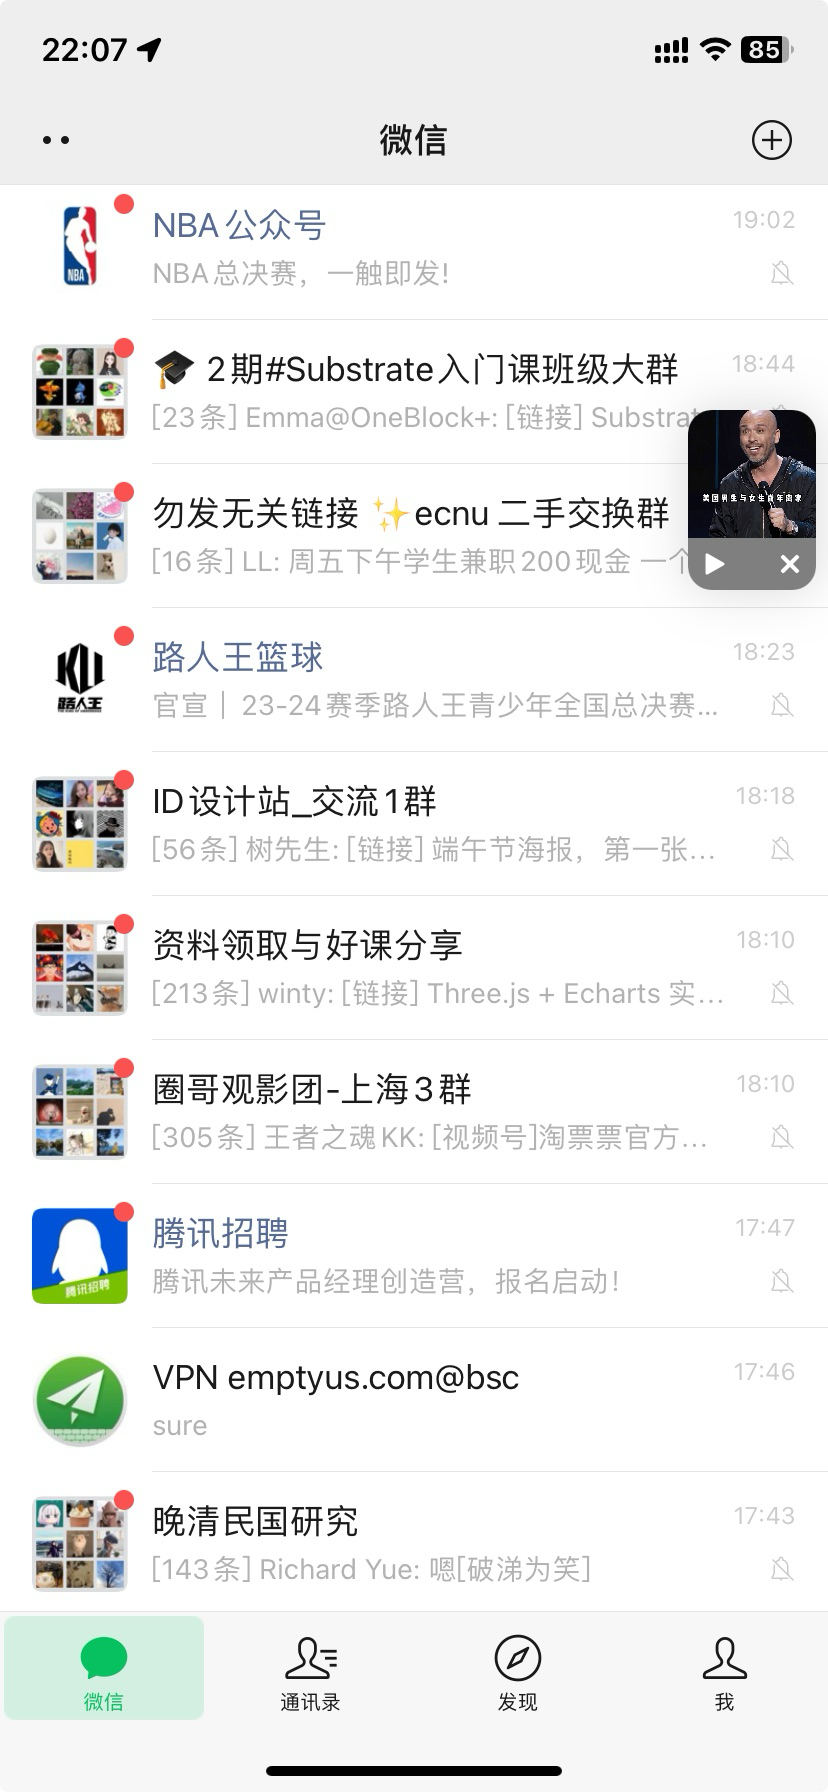 22:07
85
微信
NBA公众号
19:02
NBA总决赛，一触即发!
🎓 2期#Substrate入门课班级大群
18:44
[23条] Emma@OneBlock+: [链接] Substrat
勿发无关链接 ✨ecnu 二手交换群
[16条] LL: 周五下午学生兼职200现金 一个
美国男生与女生青年
路人王篮球
18:23
官宣｜23-24赛季路人王青少年全国总决赛...
路人王
ID设计站_交流1群
18:18
[56条] 树先生: [链接] 端午节海报，第一张...
资料领取与好课分享
18:10
[213条] winty: [链接] Three.js + Echarts 实...
圈哥观影团-上海3群
18:10
[305条] 王者之魂KK: [视频号]淘票票官方...
腾讯招聘
17:47
腾讯未来产品经理创造营，报名启动!
腾讯招聘
VPN emptyus.com@bsc
17:46
sure
晚清民国研究
17:43
[143条] Richard Yue: 嗯[破涕为笑]
微信
通讯录
发现
我